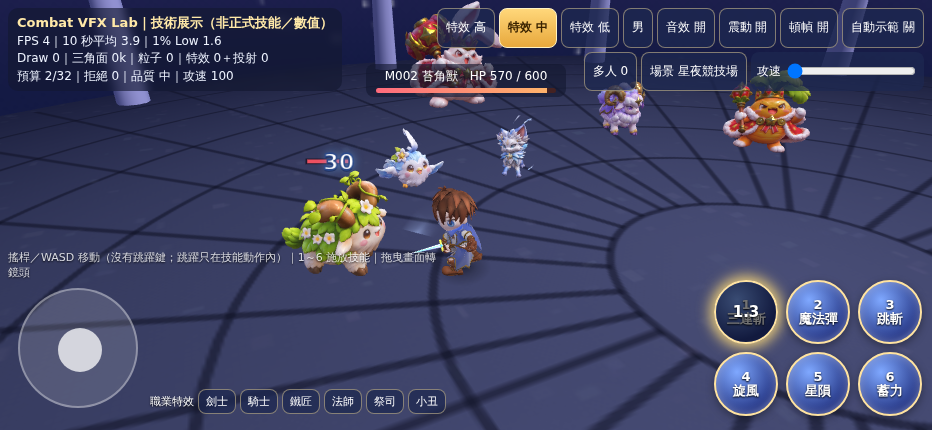 Combat VFX Lab｜技術展示（非正式技能／數值）
FPS 4｜10 秒平均 3.9｜1% Low 1.6
Draw 0｜三角面 0k｜粒子 0｜特效 0＋投射 0
預算 2/32｜拒絕 0｜品質 中｜攻速 100
特效 高
特效 中
特效 低
男
音效 開
震動 開
頓幀 開
自動示範 關
多人 0
場景 星夜競技場
攻速
M002 苔角獸 HP 570 / 600
30
搖桿／WASD 移動（沒有跳躍鍵；跳躍只在技能動作內）｜1～6 施放技能｜拖曳畫面轉
鏡頭
1
1.3
三連斬
2
魔法彈
3
跳斬
4
旋風
5
星隕
6
蓄力
職業特效
劍士
騎士
鐵匠
法師
祭司
小丑